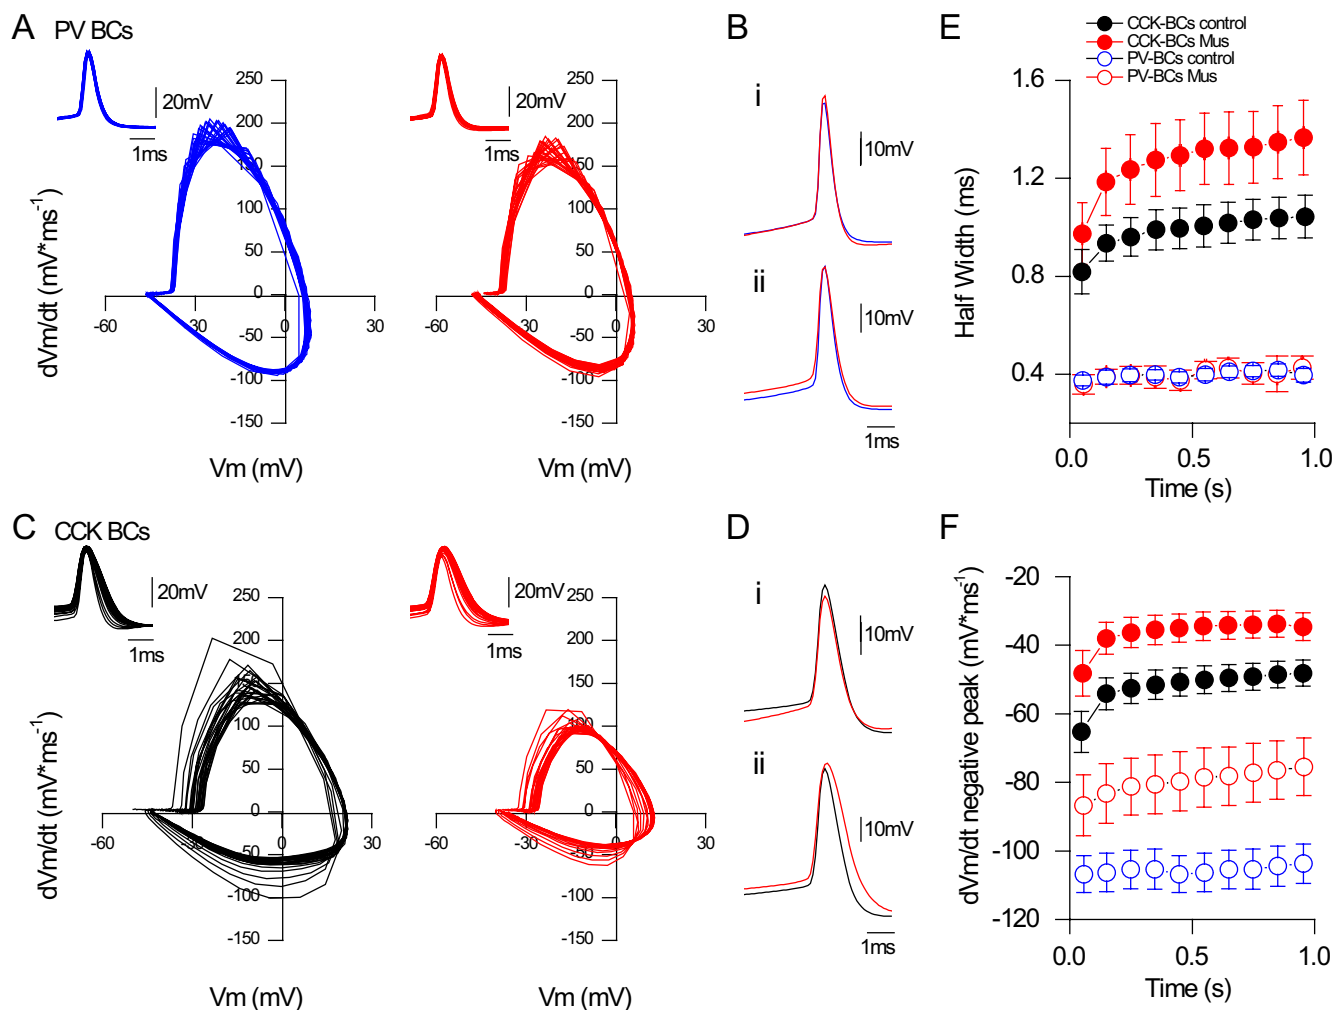 A PV BCs
20mV
1ms
250
200
150
100
50
0
-50
-100
-150
-60
-30
0
30
dVm/dt (mV*ms-1)
Vm (mV)
20mV
1ms
250
200
150
100
50
0
-50
-100
-150
-60
-30
0
30
Vm (mV)
B
i
10mV
ii
10mV
1ms
E
CCK-BCs control
CCK-BCs Mus
PV-BCs control
PV-BCs Mus
1.6
1.2
0.8
0.4
Half Width (ms)
0.0 0.5 1.0
Time (s)
C CCK BCs
20mV
1ms
250
200
150
100
50
0
-50
-100
-150
-60
-30
0
30
dVm/dt (mV*ms-1)
Vm (mV)
20mV
1ms
250
200
150
100
50
0
-50
-100
-150
-60
-30
0
30
Vm (mV)
D
i
10mV
ii
10mV
1ms
F
-20
-40
-60
-80
-100
-120
dVm/dt negative peak (mV*ms-1)
0.0 0.5 1.0
Time (s)